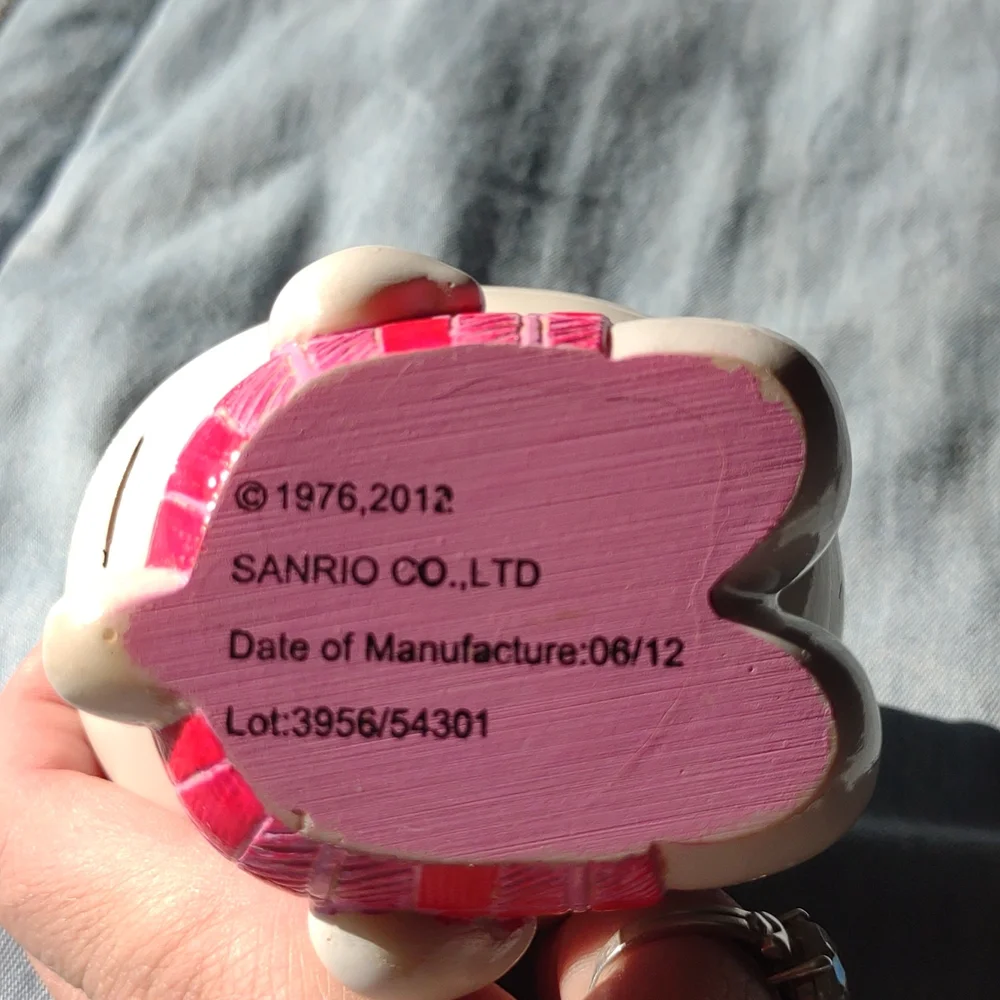 © 1976,2012
SANRIO CO.,LTD
Date of Manufacture:06/12
Lot:3956/54301